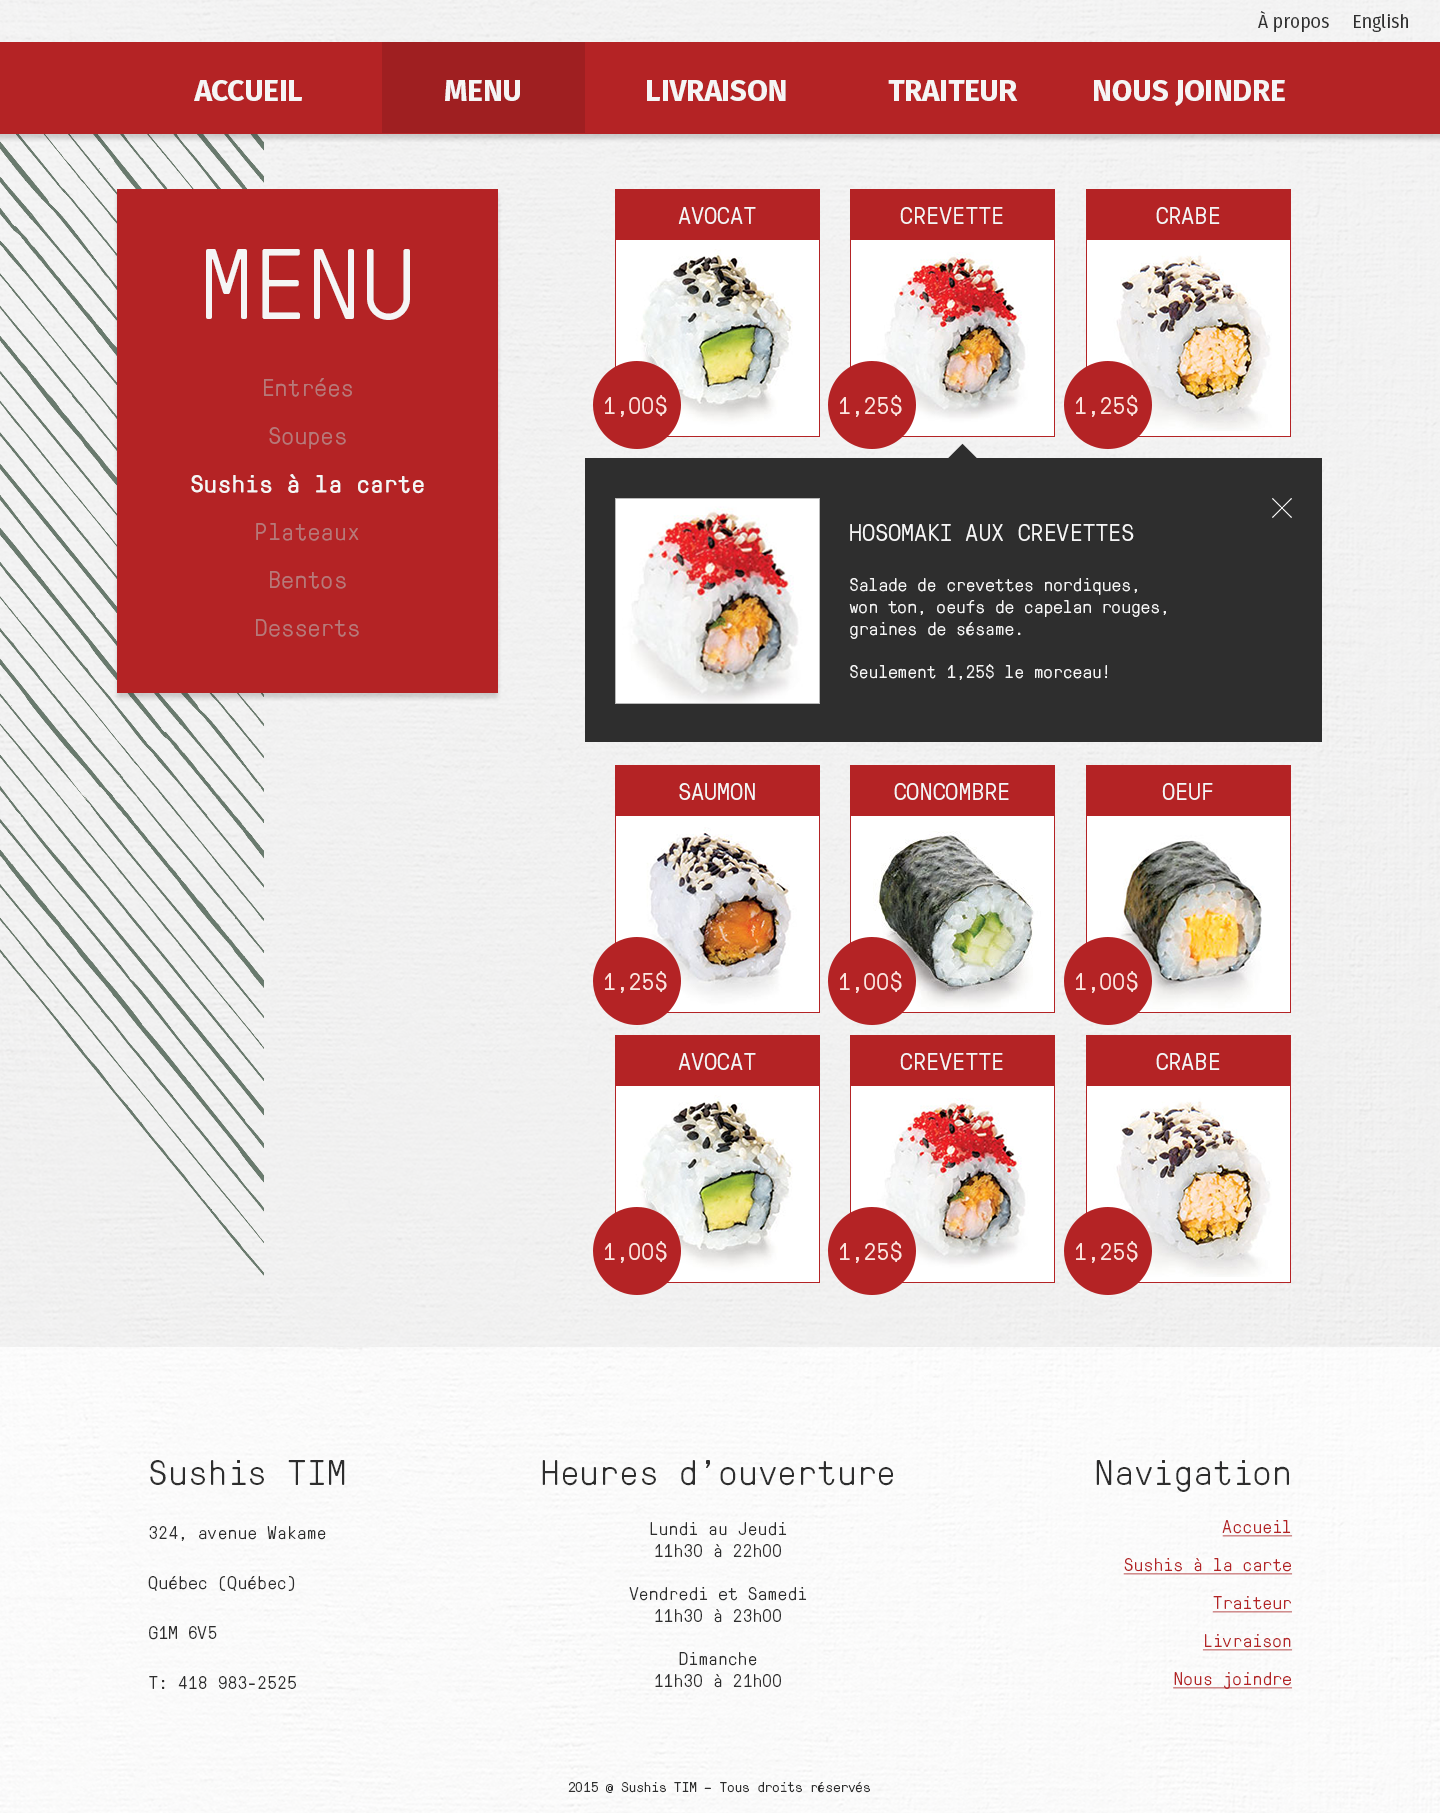 À propos English
ACCUEIL MENU LIVRAISON TRAITEUR NOUS JOINDRE
MENU
Entrées
Soupes
Sushis à la carte
Plateaux
Bentos
Desserts
AVOCAT CREVETTE CRABE
1,00$ 1,25$ 1,25$
HOSOMAKI AUX CREVETTES
Salade de crevettes nordiques,
won ton, oeufs de capelan rouges,
graines de sésame.
Seulement 1,25$ le morceau!
SAUMON CONCOMBRE OEUF
1,25$ 1,00$ 1,00$
AVOCAT CREVETTE CRABE
1,00$ 1,25$ 1,25$
Sushis TIM
324, avenue Wakame
Québec (Québec)
G1M 6V5
T: 418 983-2525
Heures d'ouverture
Lundi au Jeudi
11h30 à 22h00
Vendredi et Samedi
11h30 à 23h00
Dimanche
11h30 à 21h00
Navigation
Accueil
Sushis à la carte
Traiteur
Livraison
Nous joindre
2015 @ Sushis TIM – Tous droits réservés